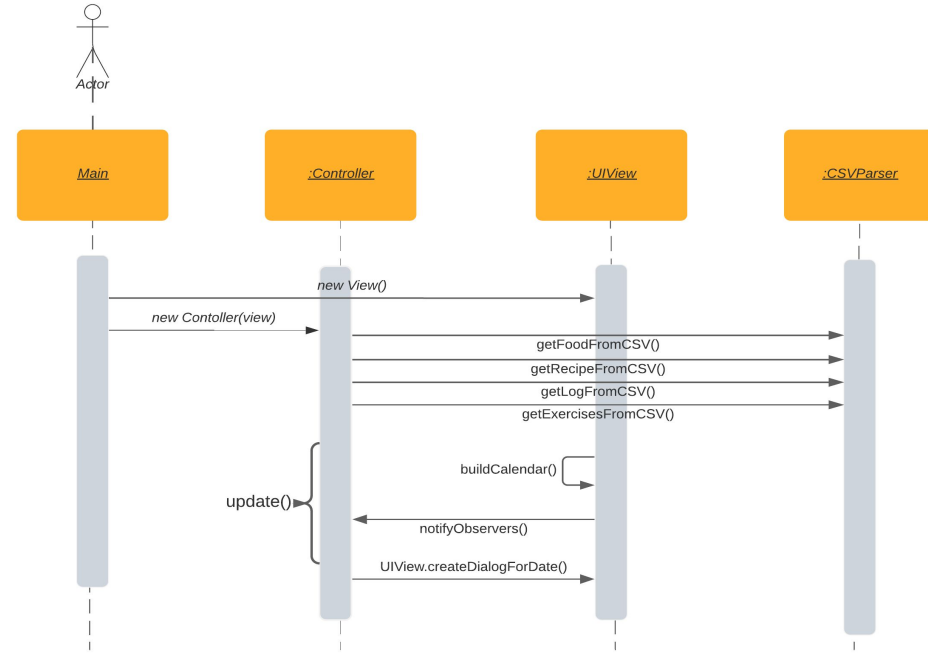 Actor
Main
:Controller
:UIView
:CSVParser
new View()
new Contoller(view)
getFoodFromCSV()
getRecipeFromCSV()
getLogFromCSV()
getExercisesFromCSV()
buildCalendar()
update()
notifyObservers()
UIView.createDialogForDate()